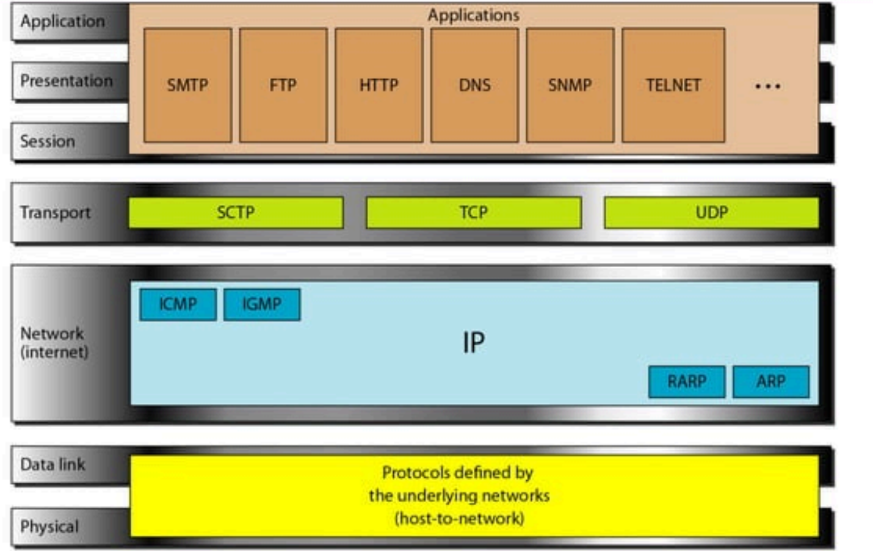 Application
Applications
Presentation
SMTP
FTP
HTTP
DNS
SNMP
TELNET
...
Session
Transport
SCTP
TCP
UDP
Network
(internet)
ICMP
IGMP
IP
RARP
ARP
Data link
Physical
Protocols defined by
the underlying networks
(host-to-network)